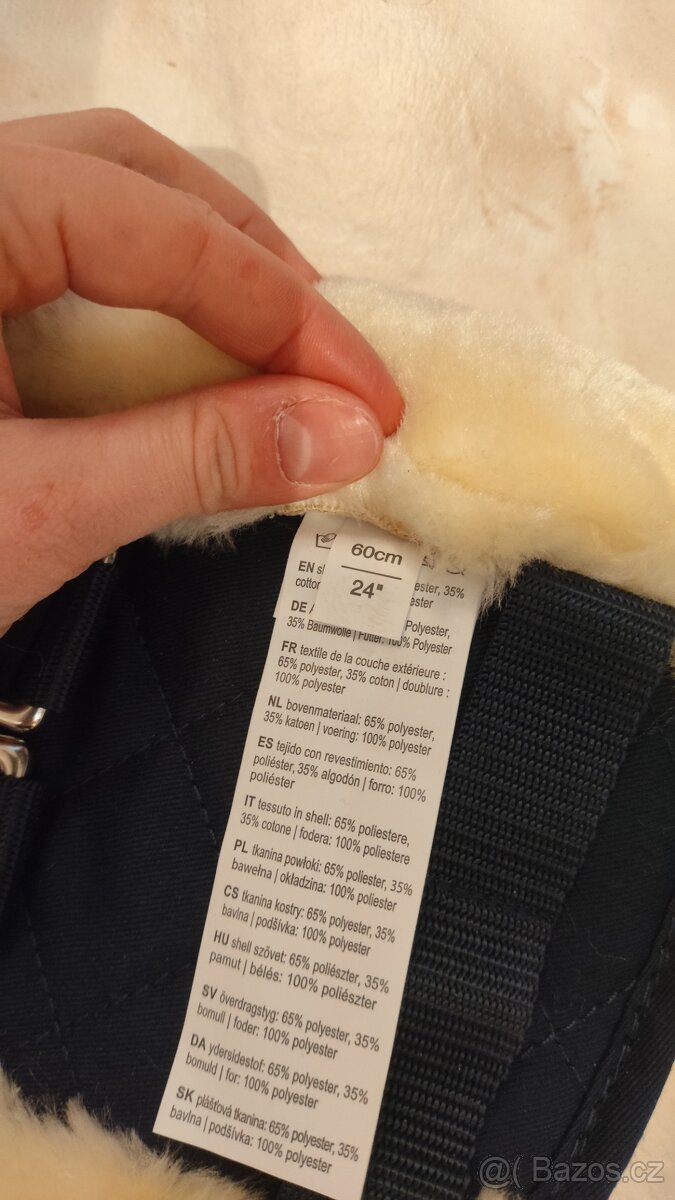 60cm
24"
EN ester, 35%
cotto ester
DE Polyester,
35% Baumwolle | Futter: 100% Polyester
FR textile de la couche extérieure :
65% polyester, 35% coton | doublure :
100% polyester
NL bovenmateriaal: 65% polyester,
35% katoen | voering: 100% polyester
ES tejido con revestimiento: 65%
poliéster, 35% algodón | forro: 100%
poliéster
IT tessuto in shell: 65% poliestere,
35% cotone | fodera: 100% poliestere
PL tkanina powłoki: 65% poliester, 35%
bawełna | okładzina: 100% poliester
CS tkanina kostry: 65% polyester, 35%
bavlna | podšívka: 100% polyester
HU shell szövet: 65% poliészter, 35%
pamut | bélés: 100% poliészter
SV överdragstyg: 65% polyester, 35%
bomull | foder: 100% polyester
DA ydersidestof: 65% polyester, 35%
bomuld | for: 100% polyester
SK plášťová tkanina: 65% polyester, 35%
bavlna | podšívka: 100% polyester
Bazos.cz